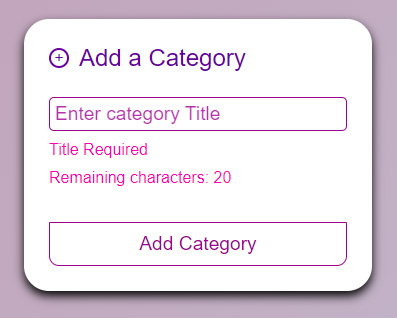 Add a Category
Enter category Title
Title Required
Remaining characters: 20
Add Category